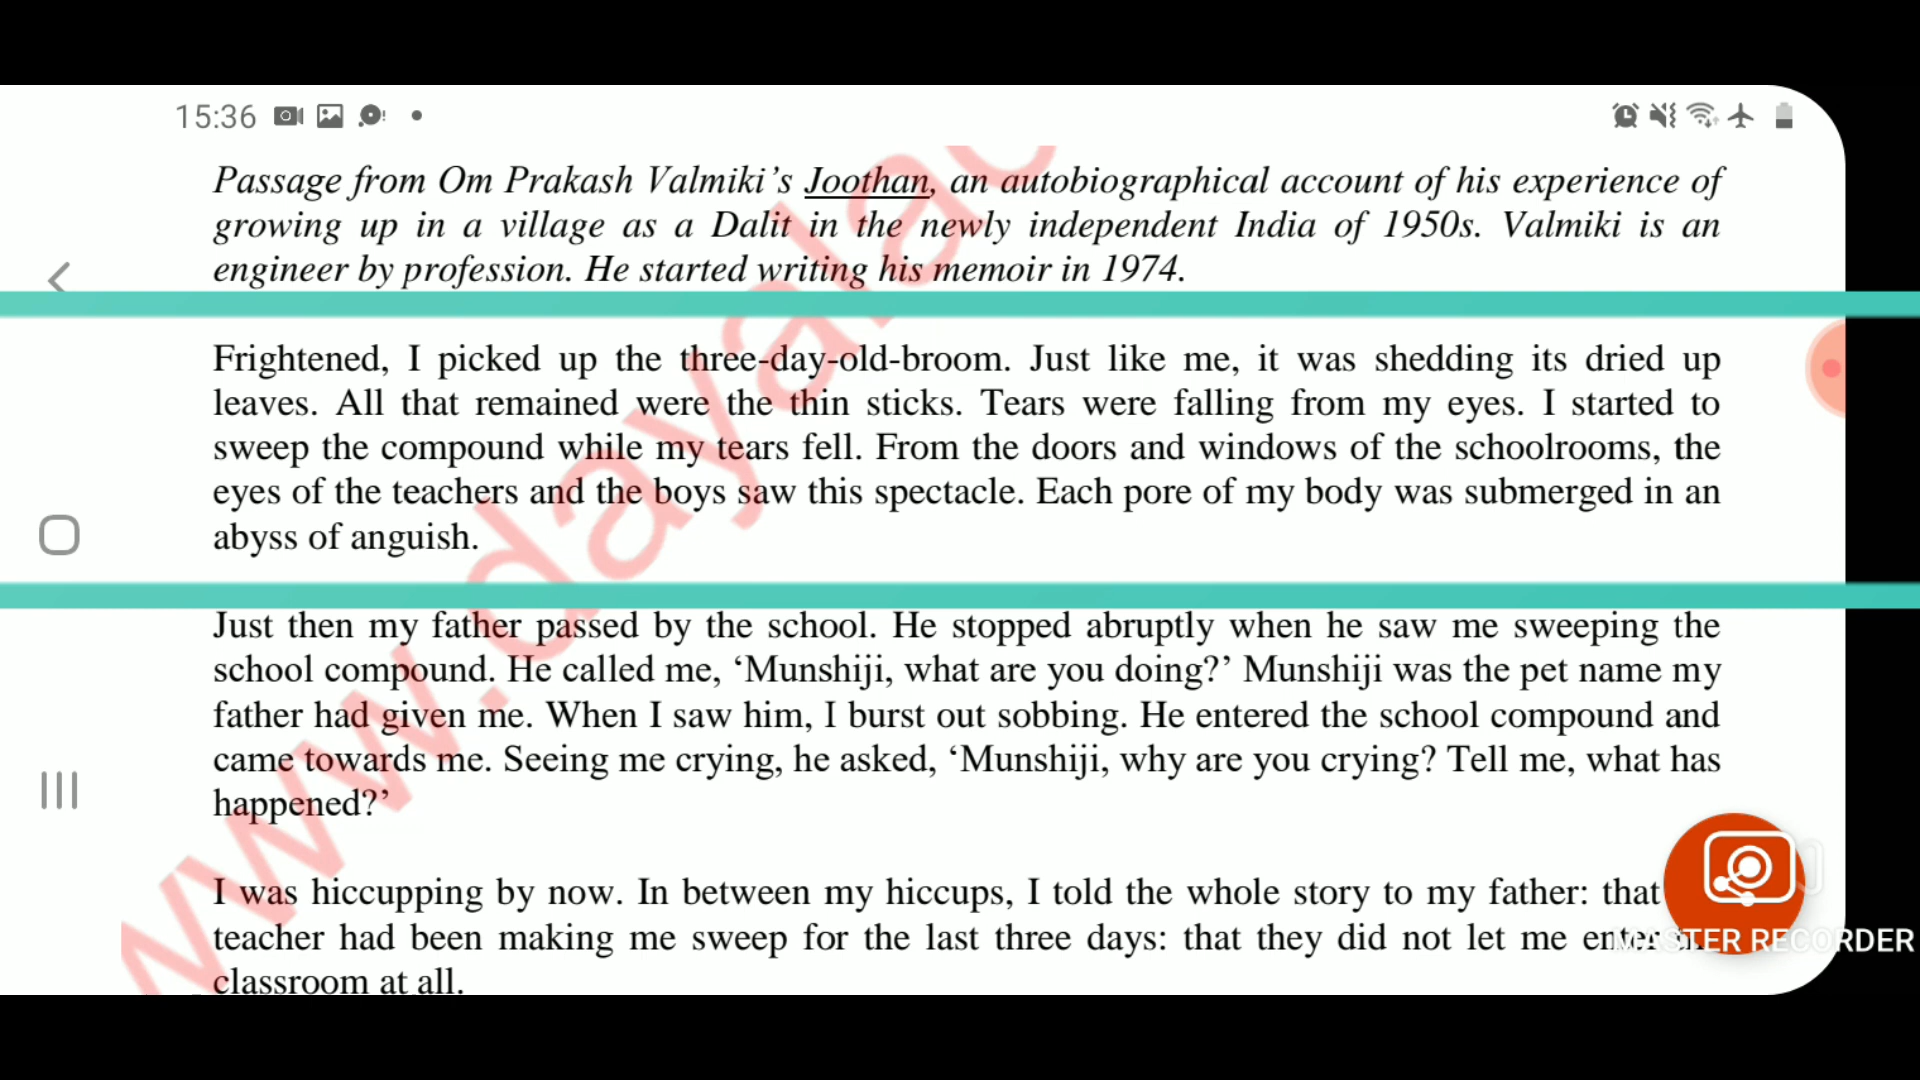 15:36
Passage from Om Prakash Valmiki’s Joothan, an autobiographical account of his experience of
growing up in a village as a Dalit in the newly independent India of 1950s. Valmiki is an
engineer by profession. He started writing his memoir in 1974.
Frightened, I picked up the three-day-old-broom. Just like me, it was shedding its dried up
leaves. All that remained were the thin sticks. Tears were falling from my eyes. I started to
sweep the compound while my tears fell. From the doors and windows of the schoolrooms, the
eyes of the teachers and the boys saw this spectacle. Each pore of my body was submerged in an
abyss of anguish.
Just then my father passed by the school. He stopped abruptly when he saw me sweeping the
school compound. He called me, ‘Munshiji, what are you doing?’ Munshiji was the pet name my
father had given me. When I saw him, I burst out sobbing. He entered the school compound and
came towards me. Seeing me crying, he asked, ‘Munshiji, why are you crying? Tell me, what has
happened?’
I was hiccupping by now. In between my hiccups, I told the whole story to my father: that
teacher had been making me sweep for the last three days: that they did not let me enter
classroom at all.
www.dayala
MASTER RECORDER